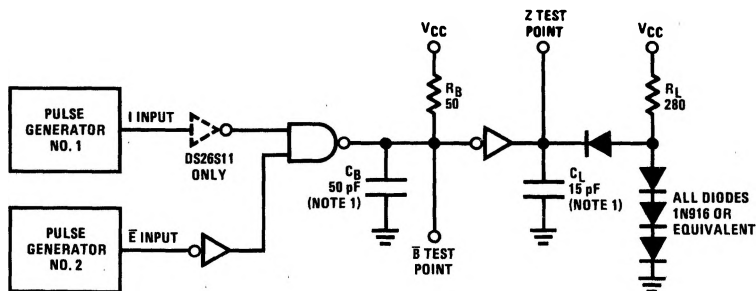 PULSE
GENERATOR
NO. 1
I INPUT
DS26S11
ONLY
PULSE
GENERATOR
NO. 2
E̅ INPUT
VCC
RB
50
CB
50 pF
(NOTE 1)
B̅ TEST
POINT
Z TEST
POINT
CL
15 pF
(NOTE 1)
VCC
RL
280
ALL DIODES
1N916 OR
EQUIVALENT